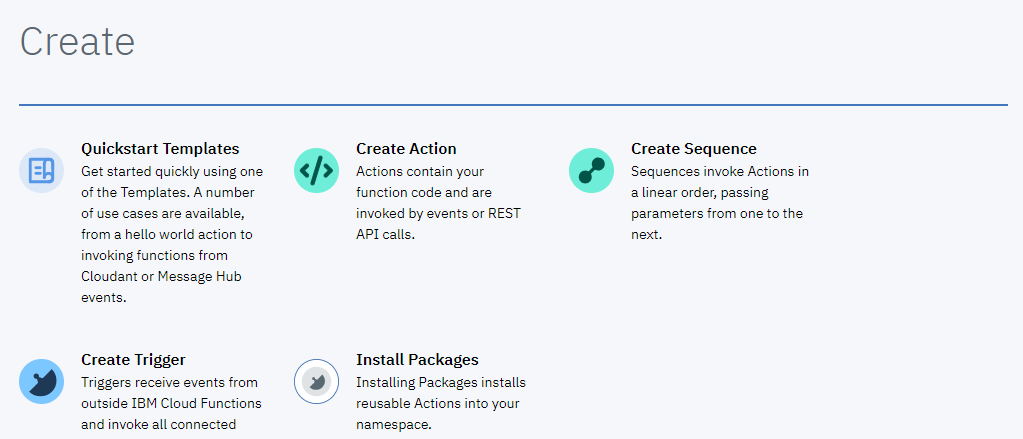 Create
Quickstart Templates
Get started quickly using one
of the Templates. A number
of use cases are available,
from a hello world action to
invoking functions from
Cloudant or Message Hub
events.
Create Action
Actions contain your
function code and are
invoked by events or REST
API calls.
Create Sequence
Sequences invoke Actions in
a linear order, passing
parameters from one to the
next.
Create Trigger
Triggers receive events from
outside IBM Cloud Functions
and invoke all connected
Install Packages
Installing Packages installs
reusable Actions into your
namespace.